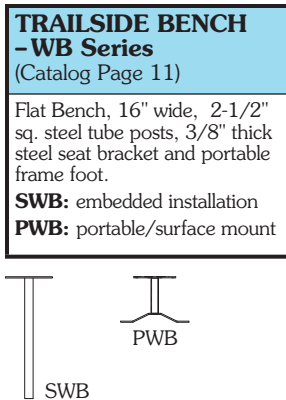 TRAILSIDE BENCH
–WB Series
(Catalog Page 11)
Flat Bench, 16" wide, 2-1/2"
sq. steel tube posts, 3/8" thick
steel seat bracket and portable
frame foot.
SWB: embedded installation
PWB: portable/surface mount
PWB
SWB